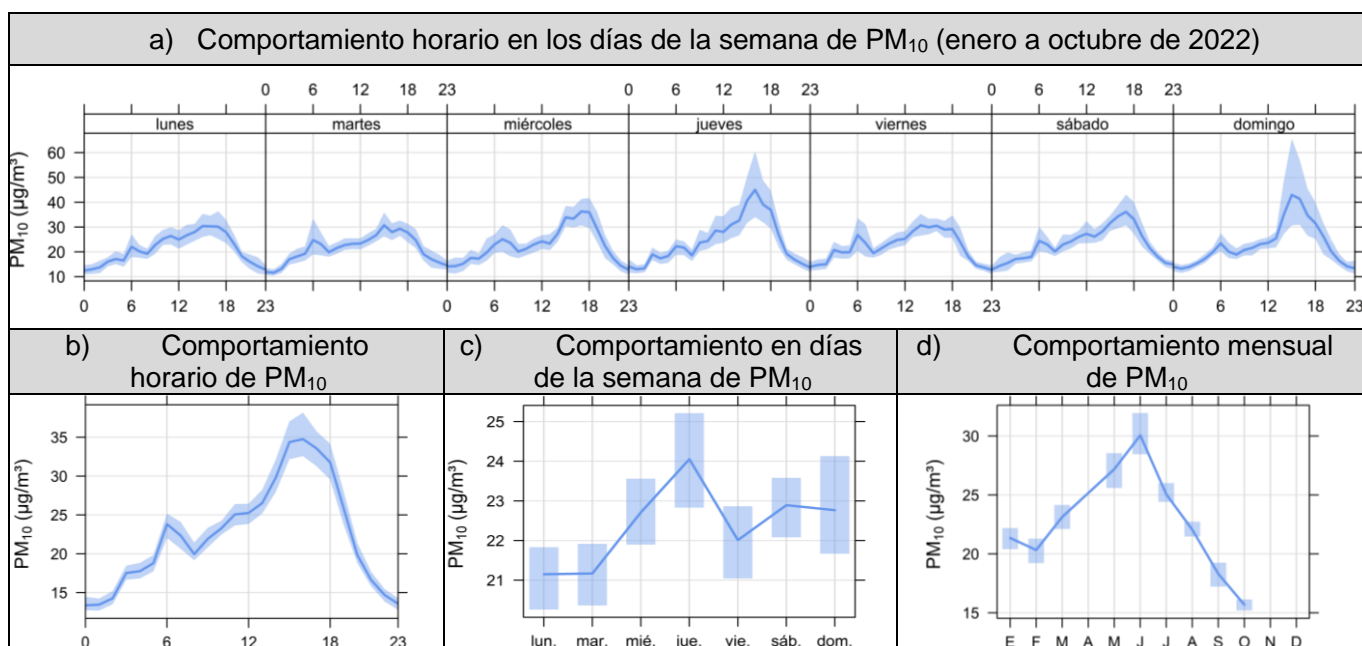 a) Comportamiento horario en los días de la semana de PM₁₀ (enero a octubre de 2022)
0 6 12 18 23 0 6 12 18 23 0 6 12 18 23
lunes martes miércoles jueves viernes sábado domingo
PM₁₀ (µg/m³)
60
50
40
30
20
10
0 6 12 18 23 0 6 12 18 23 0 6 12 18 23 0 6 12 18 23
b) Comportamiento
horario de PM₁₀
PM₁₀ (µg/m³)
35
30
25
20
15
0 6 12 18 23
c) Comportamiento en días
de la semana de PM₁₀
PM₁₀ (µg/m³)
25
24
23
22
21
lun. mar. mié. jue. vie. sáb. dom.
d) Comportamiento mensual
de PM₁₀
PM₁₀ (µg/m³)
30
25
20
15
E F M A M J J A S O N D